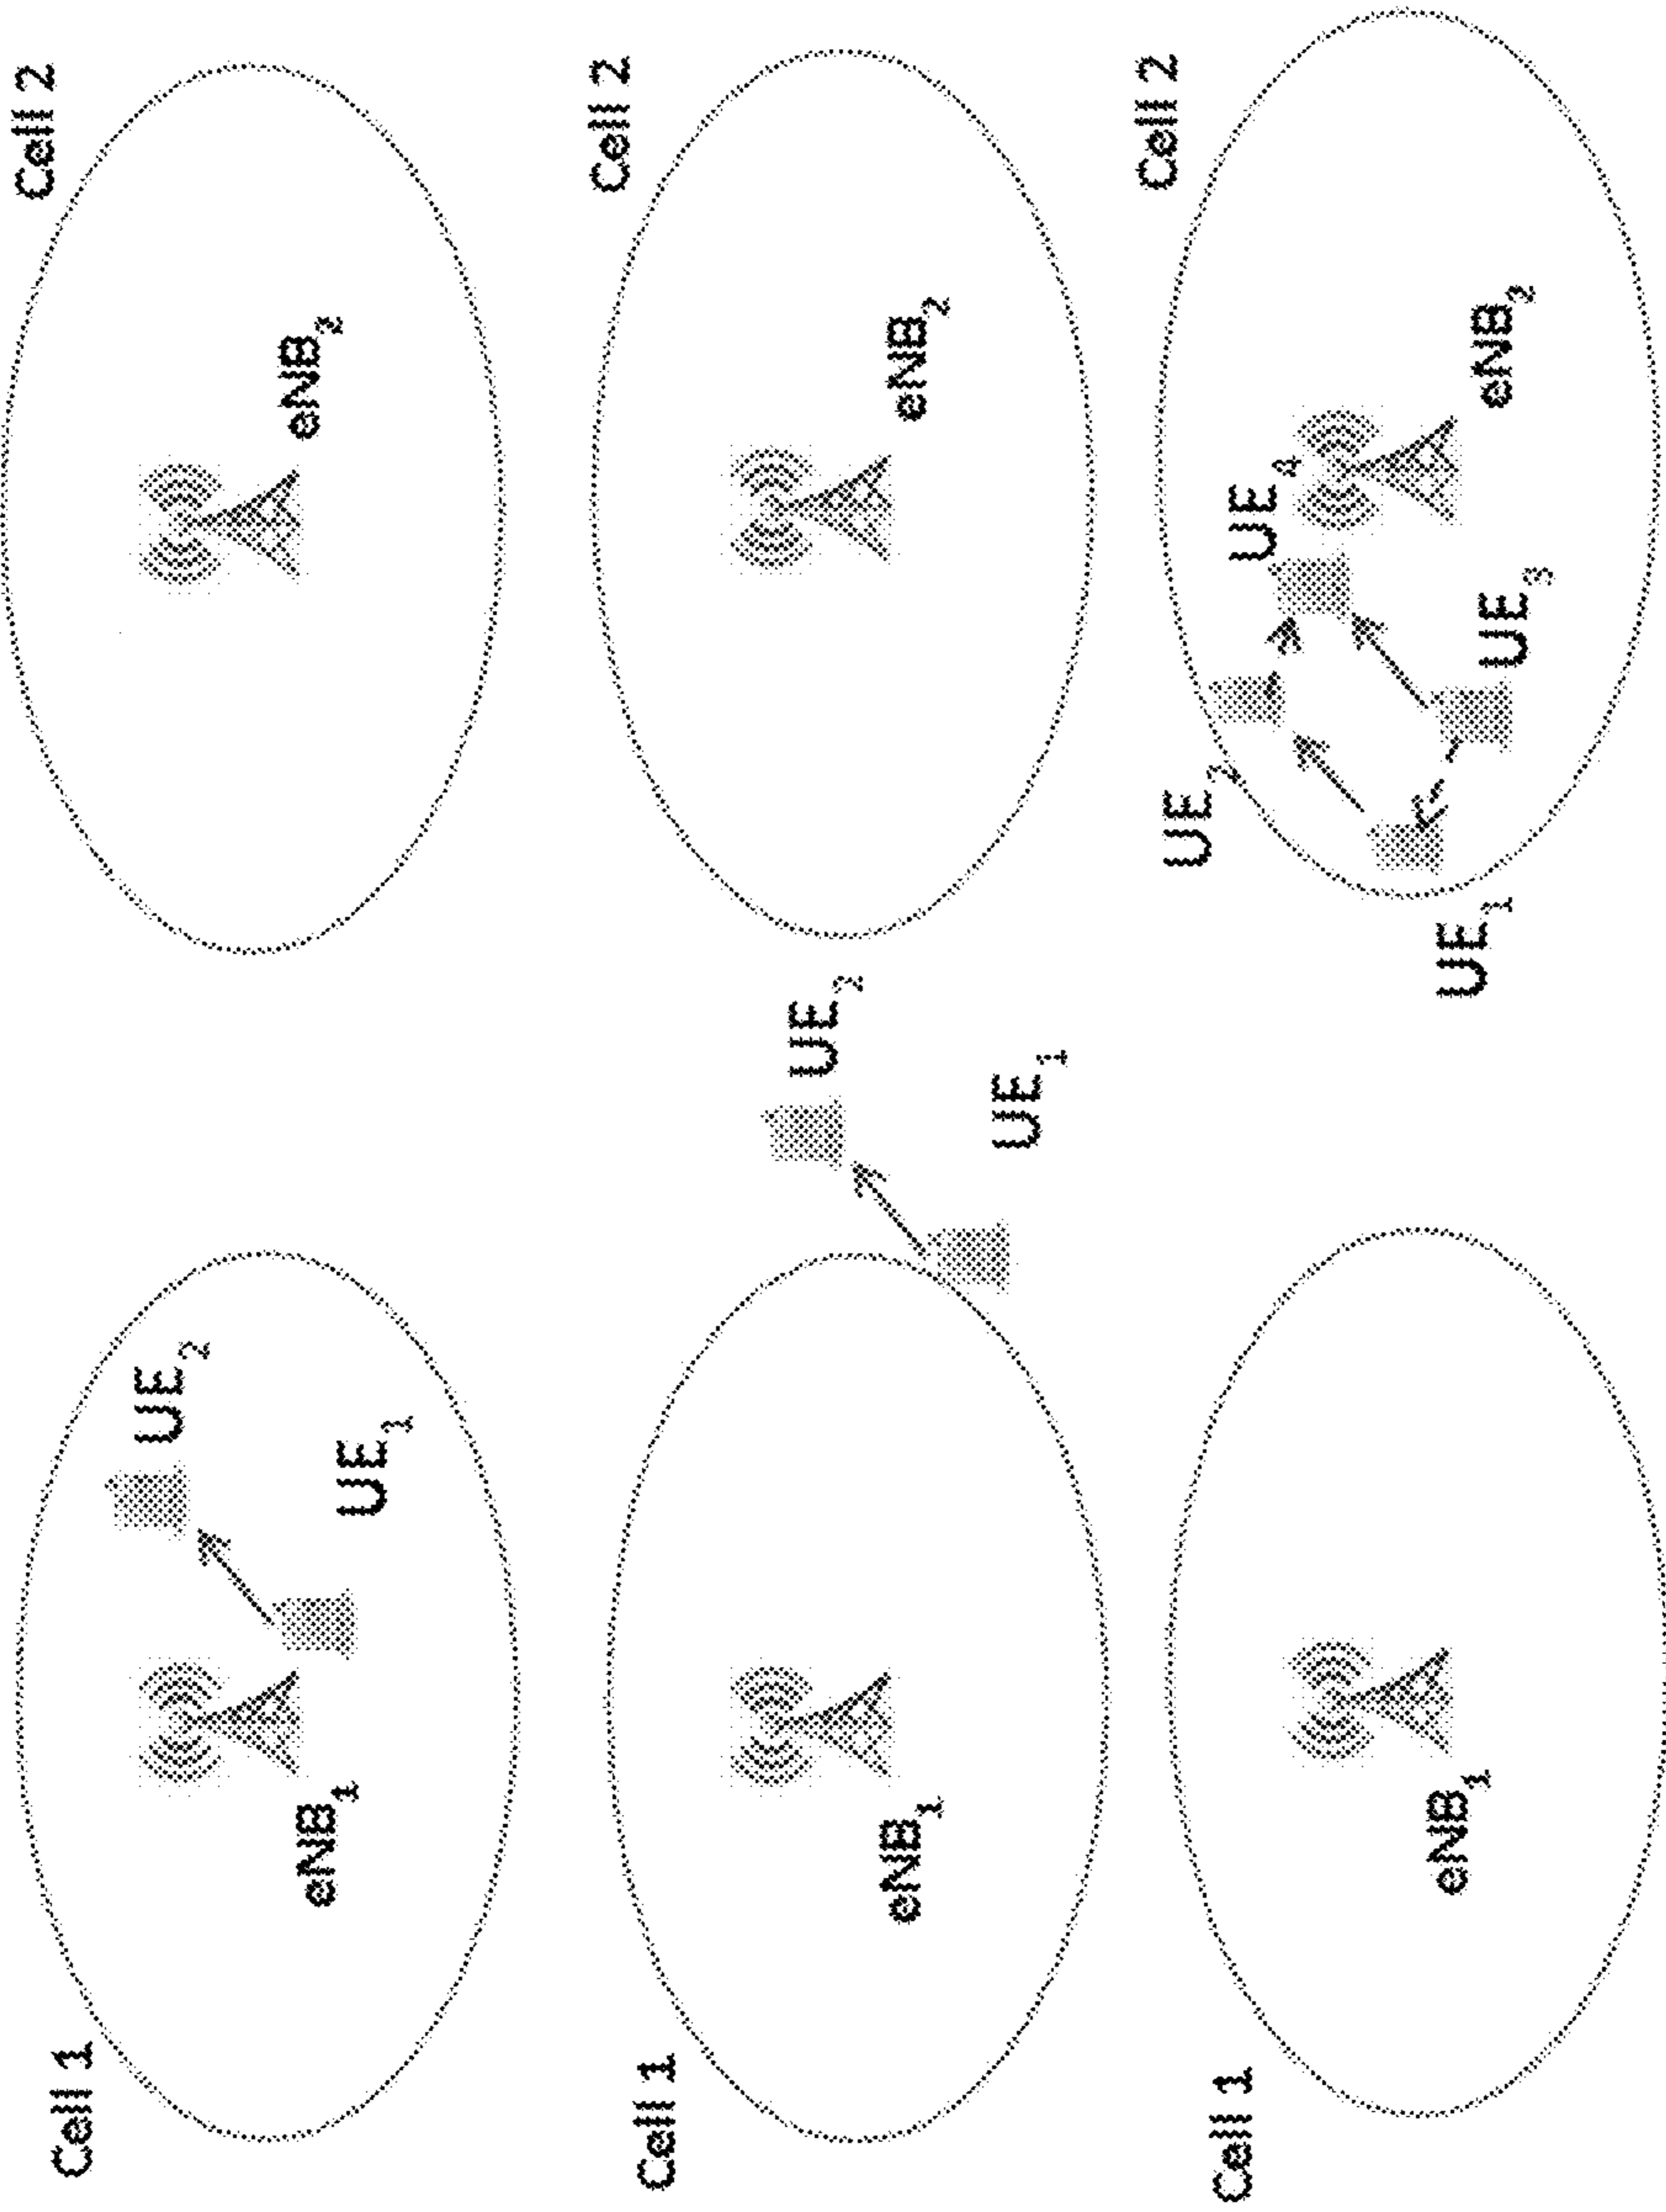 Cell 1
Cell 2
UE₂
eNB₁
UE₁
eNB₂
Cell 1
Cell 2
UE₂
eNB₁
UE₁
eNB₂
Cell 1
Cell 2
UE₂
UE₄
eNB₁
UE₁
UE₃
eNB₂